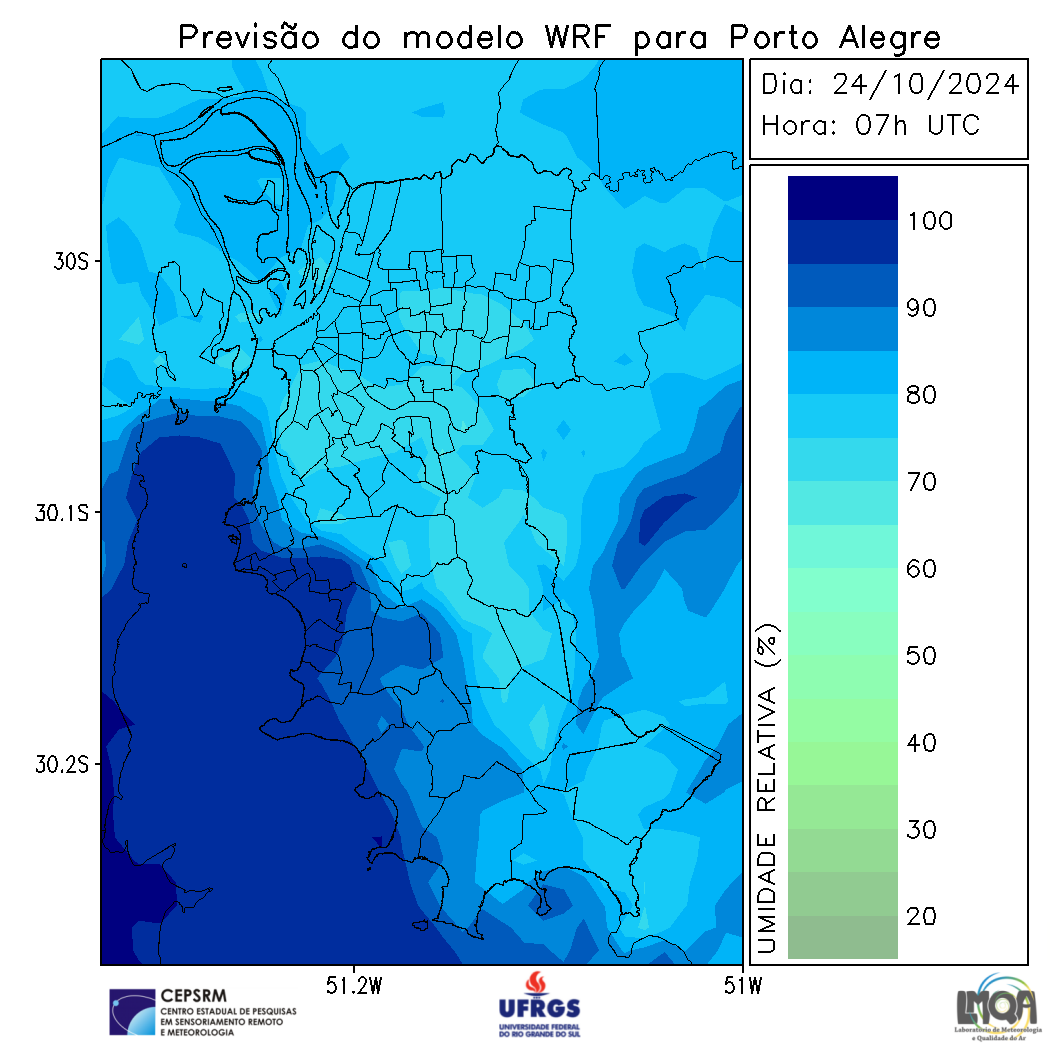 Previsão do modelo WRF para Porto Alegre
Dia: 24/10/2024
Hora: 07h UTC
30S
30.1S
30.2S
51.2W
51W
100
90
80
70
60
50
40
30
20
UMIDADE RELATIVA (%)
CEPSRM
CENTRO ESTADUAL DE PESQUISAS
EM SENSORIAMENTO REMOTO
E METEOROLOGIA
UFRGS
UNIVERSIDADE FEDERAL
DO RIO GRANDE DO SUL
LMQA
Laboratório de Meteorologia
e Qualidade do Ar